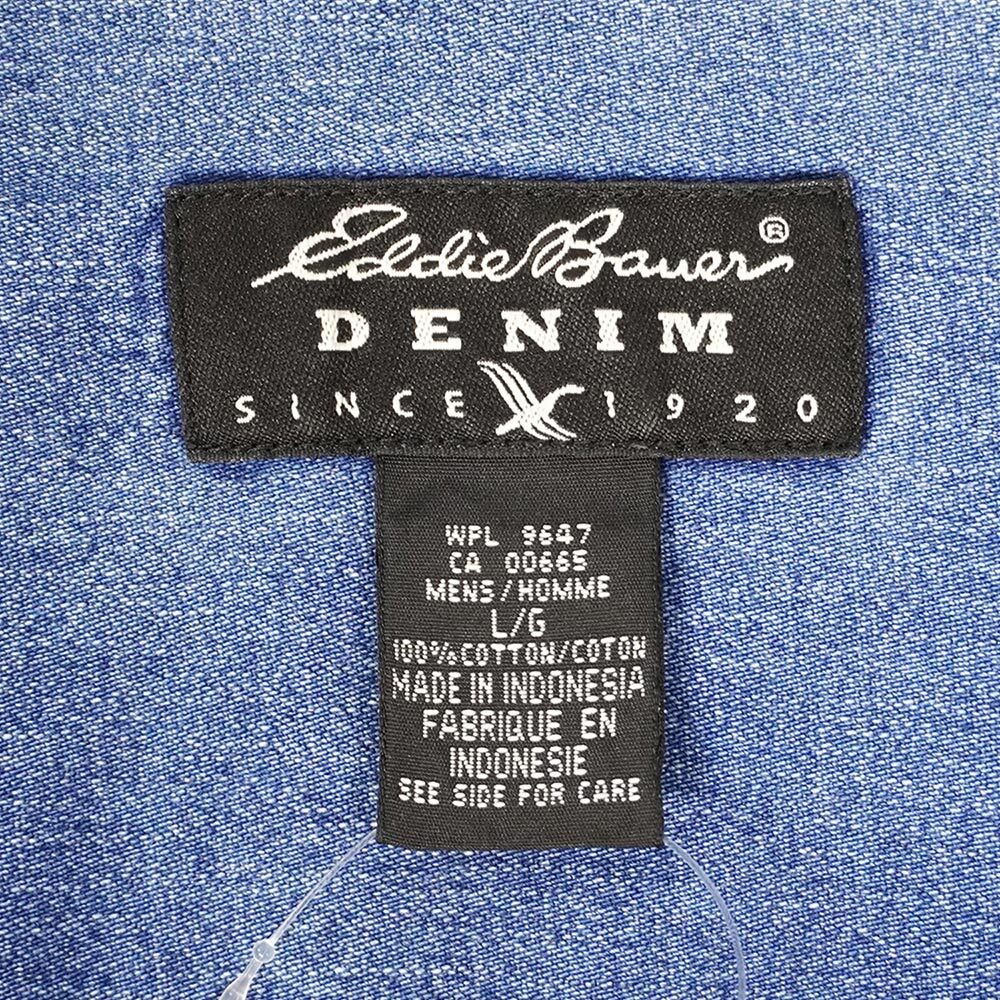 Eddie Bauer®
DENIM
SINCE 1920
WPL 9647
CA 00665
MENS/HOMME
L/G
100% COTTON/COTON
MADE IN INDONESIA
FABRIQUE EN
INDONESIE
SEE SIDE FOR CARE